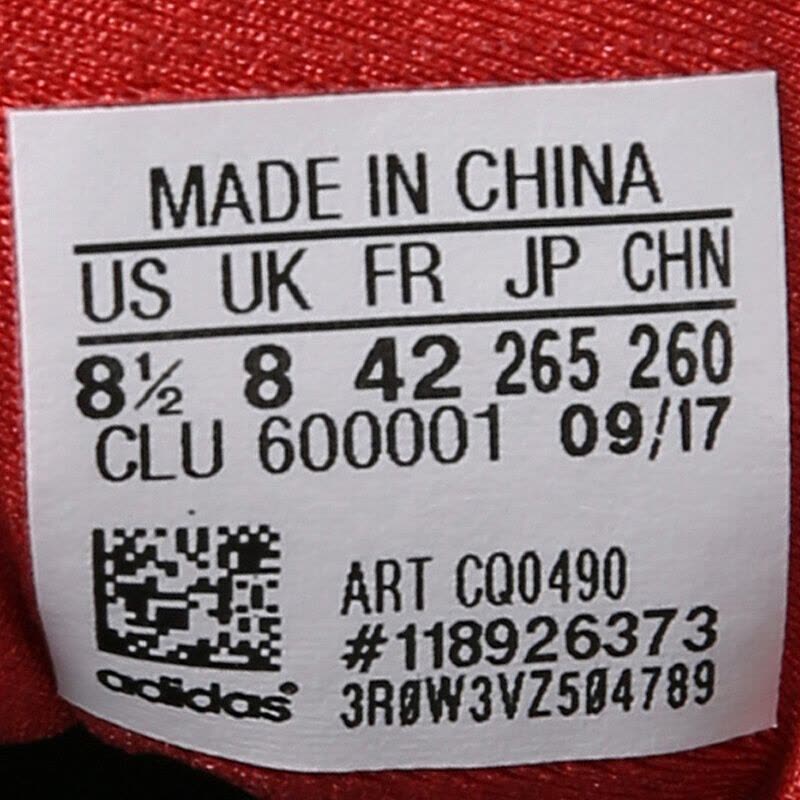 MADE IN CHINA
US UK FR JP CHN
8½ 8 42 265 260
CLU 600001 09/17
ART CQ0490
#118926373
adidas®
3R0W3VZ504789